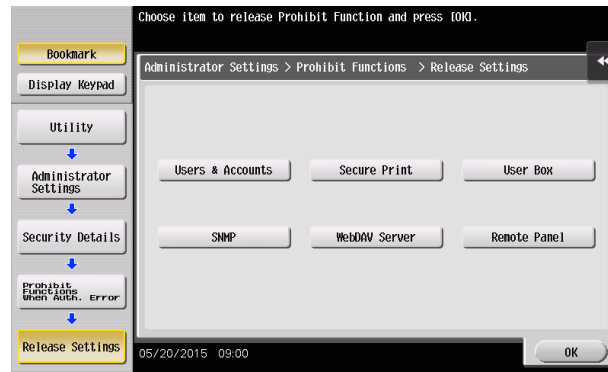 Choose item to release Prohibit Function and press [OK].
Bookmark
Display Keypad
Administrator Settings > Prohibit Functions > Release Settings
Utility
Administrator
Settings
Security Details
Prohibit
Functions
When Auth. Error
Release Settings
Users & Accounts
Secure Print
User Box
SNMP
WebDAV Server
Remote Panel
05/20/2015 09:00
OK